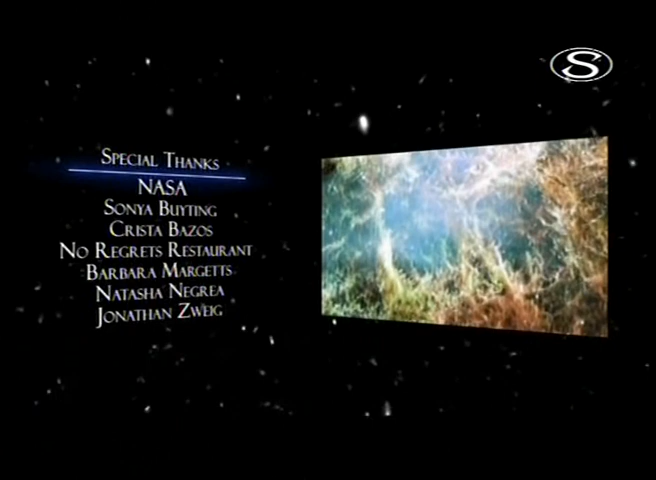 S
Special Thanks
NASA
Sonya Buyting
Crista Bazos
No Regrets Restaurant
Barbara Margetts
Natasha Negrea
Jonathan Zweig